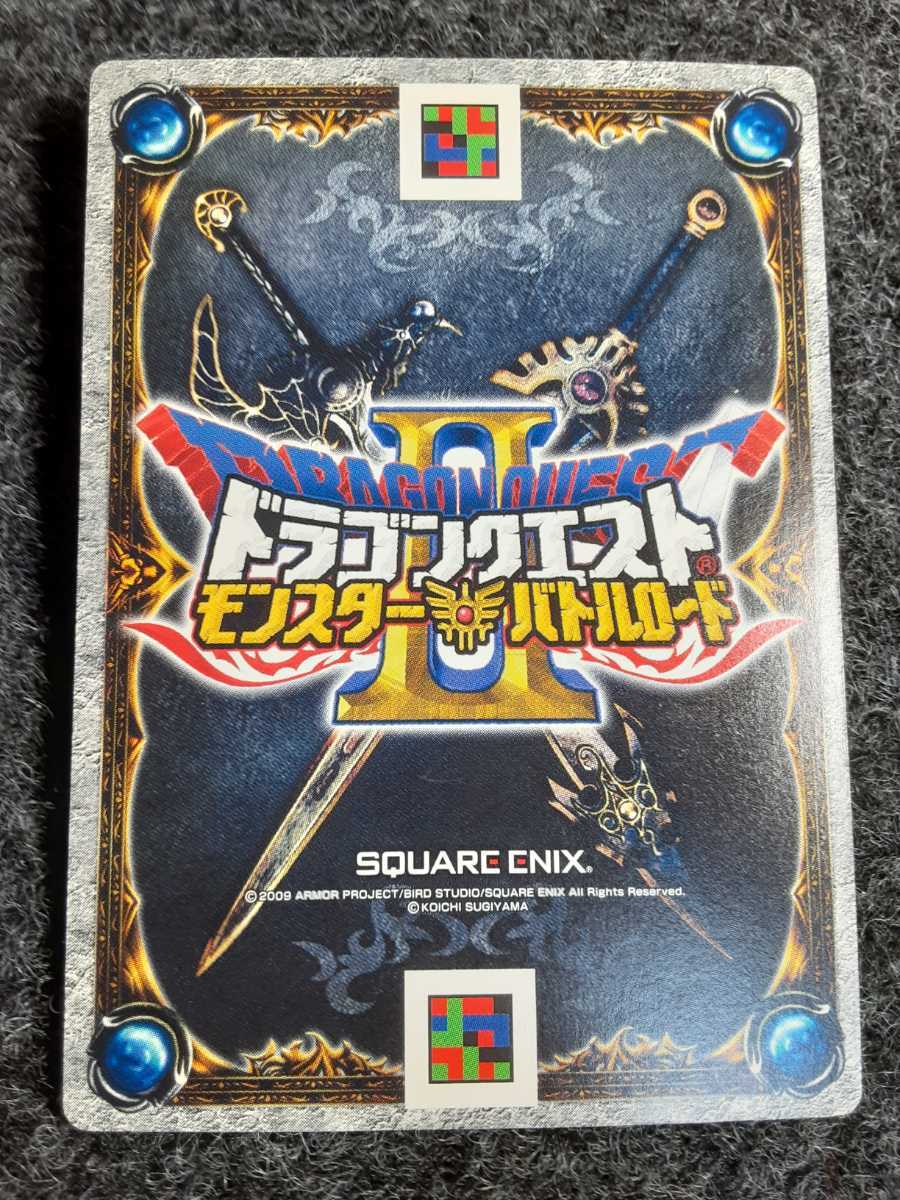 DRAGON QUEST
II
ドラゴンクエスト®
モンスターバトルロード
SQUARE ENIX®
©2009 ARMOR PROJECT/BIRD STUDIO/SQUARE ENIX All Rights Reserved.
©KOICHI SUGIYAMA